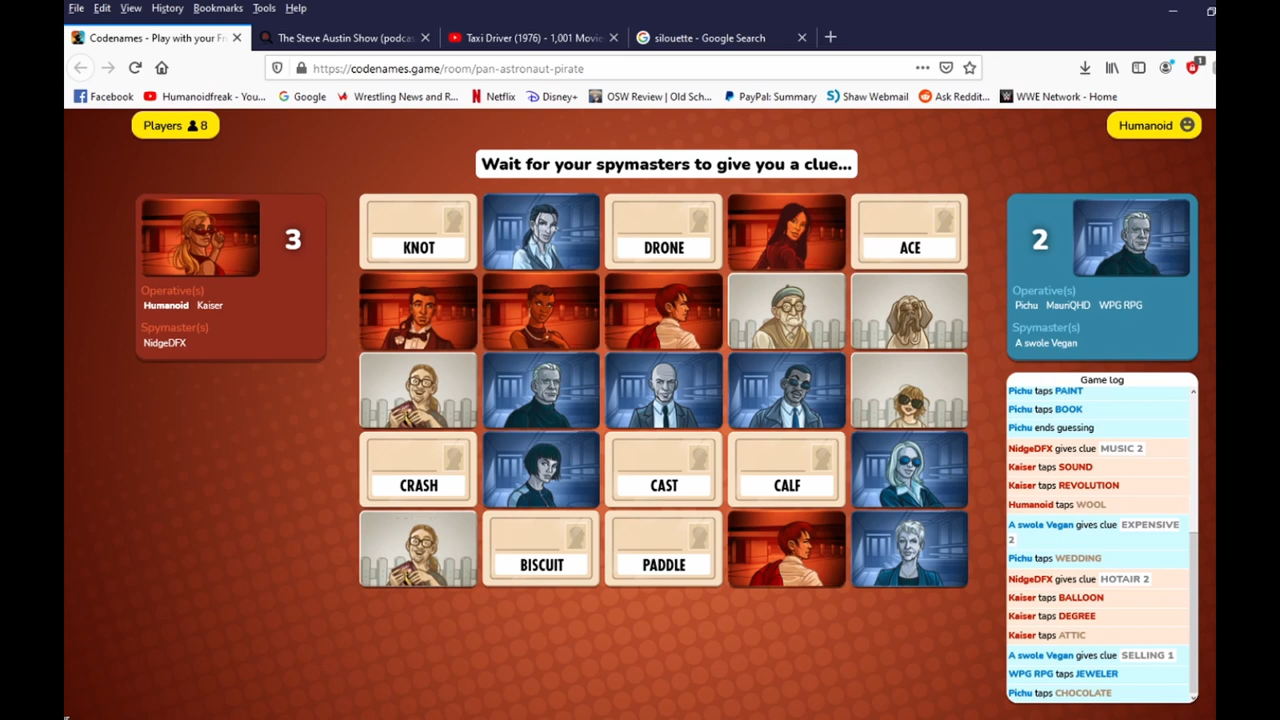 File Edit View History Bookmarks Tools Help
Codenames - Play with your Fr
The Steve Austin Show (podca
Taxi Driver (1976) - 1,001 Movie
silouette - Google Search
https://codenames.game/room/pan-astronaut-pirate
1
Facebook
Humanoidfreak - You...
Google
Wrestling News and R...
Netflix
Disney+
OSW Review | Old Sch...
PayPal: Summary
Shaw Webmail
Ask Reddit...
WWE Network - Home
Players 8
Humanoid
Wait for your spymasters to give you a clue...
3
Operative(s)
Humanoid Kaiser
Spymaster(s)
NidgeDFX
KNOT
DRONE
ACE
CRASH
CAST
CALF
BISCUIT
PADDLE
2
Operative(s)
Pichu MauriQHD WPG RPG
Spymaster(s)
A swole Vegan
Game log
Pichu taps PAINT
Pichu taps BOOK
Pichu ends guessing
NidgeDFX gives clue MUSIC 2
Kaiser taps SOUND
Kaiser taps REVOLUTION
Humanoid taps WOOL
A swole Vegan gives clue EXPENSIVE
2
Pichu taps WEDDING
NidgeDFX gives clue HOTAIR 2
Kaiser taps BALLOON
Kaiser taps DEGREE
Kaiser taps ATTIC
A swole Vegan gives clue SELLING 1
WPG RPG taps JEWELER
Pichu taps CHOCOLATE